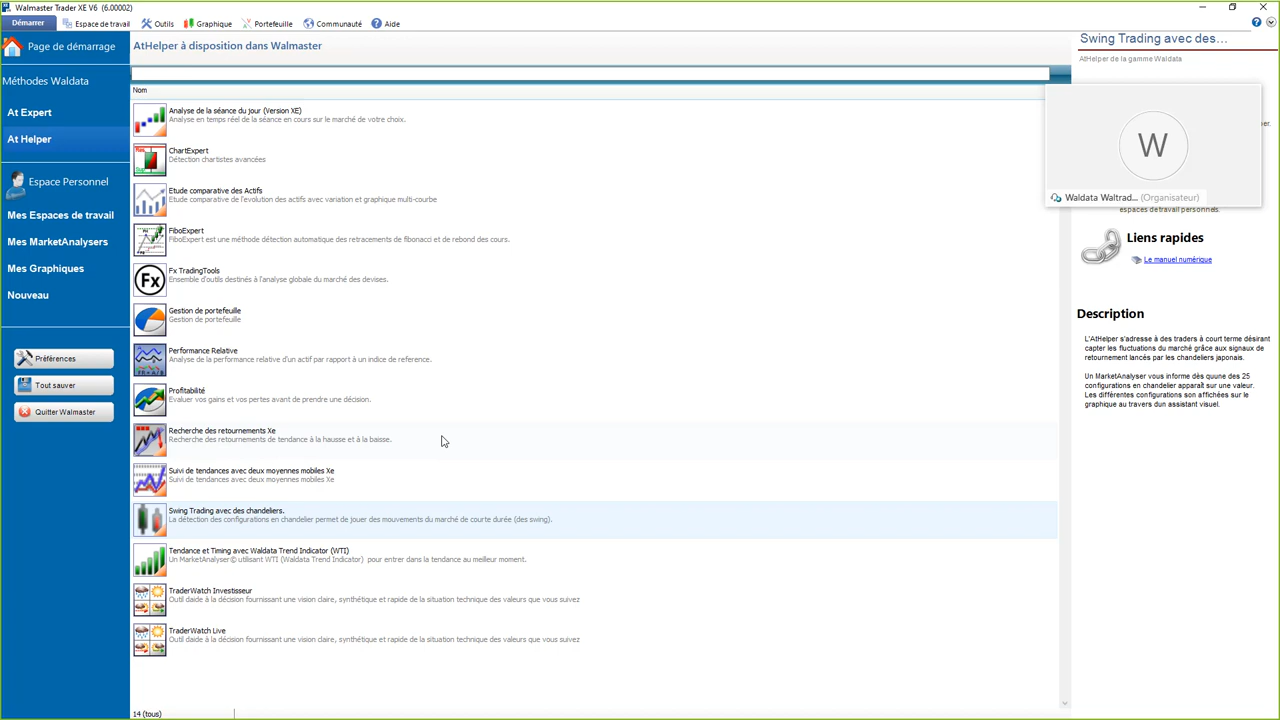 Walmaster Trader XE V6 (6.00002)
Démarrer
Espace de travail
Outils
Graphique
Portefeuille
Communauté
Aide
Page de démarrage
Méthodes Waldata
At Expert
At Helper
Espace Personnel
Mes Espaces de travail
Mes MarketAnalysers
Mes Graphiques
Nouveau
Préférences
Tout sauver
Quitter Walmaster
AtHelper à disposition dans Walmaster
Nom
Analyse de la séance du jour (Version XE)
Analyse en temps réel de la séance en cours sur le marché de votre choix.
ChartExpert
Détection chartistes avancées
Etude comparative des Actifs
Etude comparative de l'evolution des actifs avec variation et graphique multi-courbe
FiboExpert
FiboExpert est une méthode détection automatique des retracements de fibonacci et de rebond des cours.
Fx
Fx TradingTools
Ensemble d'outils destinés à l'analyse globale du marché des devises.
Gestion de portefeuille
Gestion de portefeuille
Performance Relative
Analyse de la performance relative d'un actif par rapport à un indice de reference.
Profitabilité
Evaluer vos gains et vos pertes avant de prendre une décision.
Recherche des retournements Xe
Recherche des retournements de tendance à la hausse et à la baisse.
Suivi de tendances avec deux moyennes mobiles Xe
Suivi de tendances avec deux moyennes mobiles Xe
Swing Trading avec des chandeliers.
La détection des configurations en chandelier permet de jouer des mouvements du marché de courte durée (des swing).
Tendance et Timing avec Waldata Trend Indicator (WTI)
Un MarketAnalyser© utilisant WTI (Waldata Trend Indicator) pour entrer dans la tendance au meilleur moment.
TraderWatch Investisseur
Outil daide à la décision fournissant une vision claire, synthétique et rapide de la situation technique des valeurs que vous suivez
TraderWatch Live
Outil daide à la décision fournissant une vision claire, synthétique et rapide de la situation technique des valeurs que vous suivez
14 (tous)
Swing Trading avec des...
AtHelper de la gamme Waldata
W
Waldata Waltrad... (Organisateur)
espaces de travail personnels.
Liens rapides
Le manuel numérique
Description
L'AtHelper s'adresse à des traders à court terme désirant
capter les fluctuations du marché grâce aux signaux de
retournement lancés par les chandeliers japonais.
Un MarketAnalyser vous informe dès quune des 25
configurations en chandelier apparaît sur une valeur.
Les différentes configurations son affichées sur le
graphique au travers dun assistant visuel.